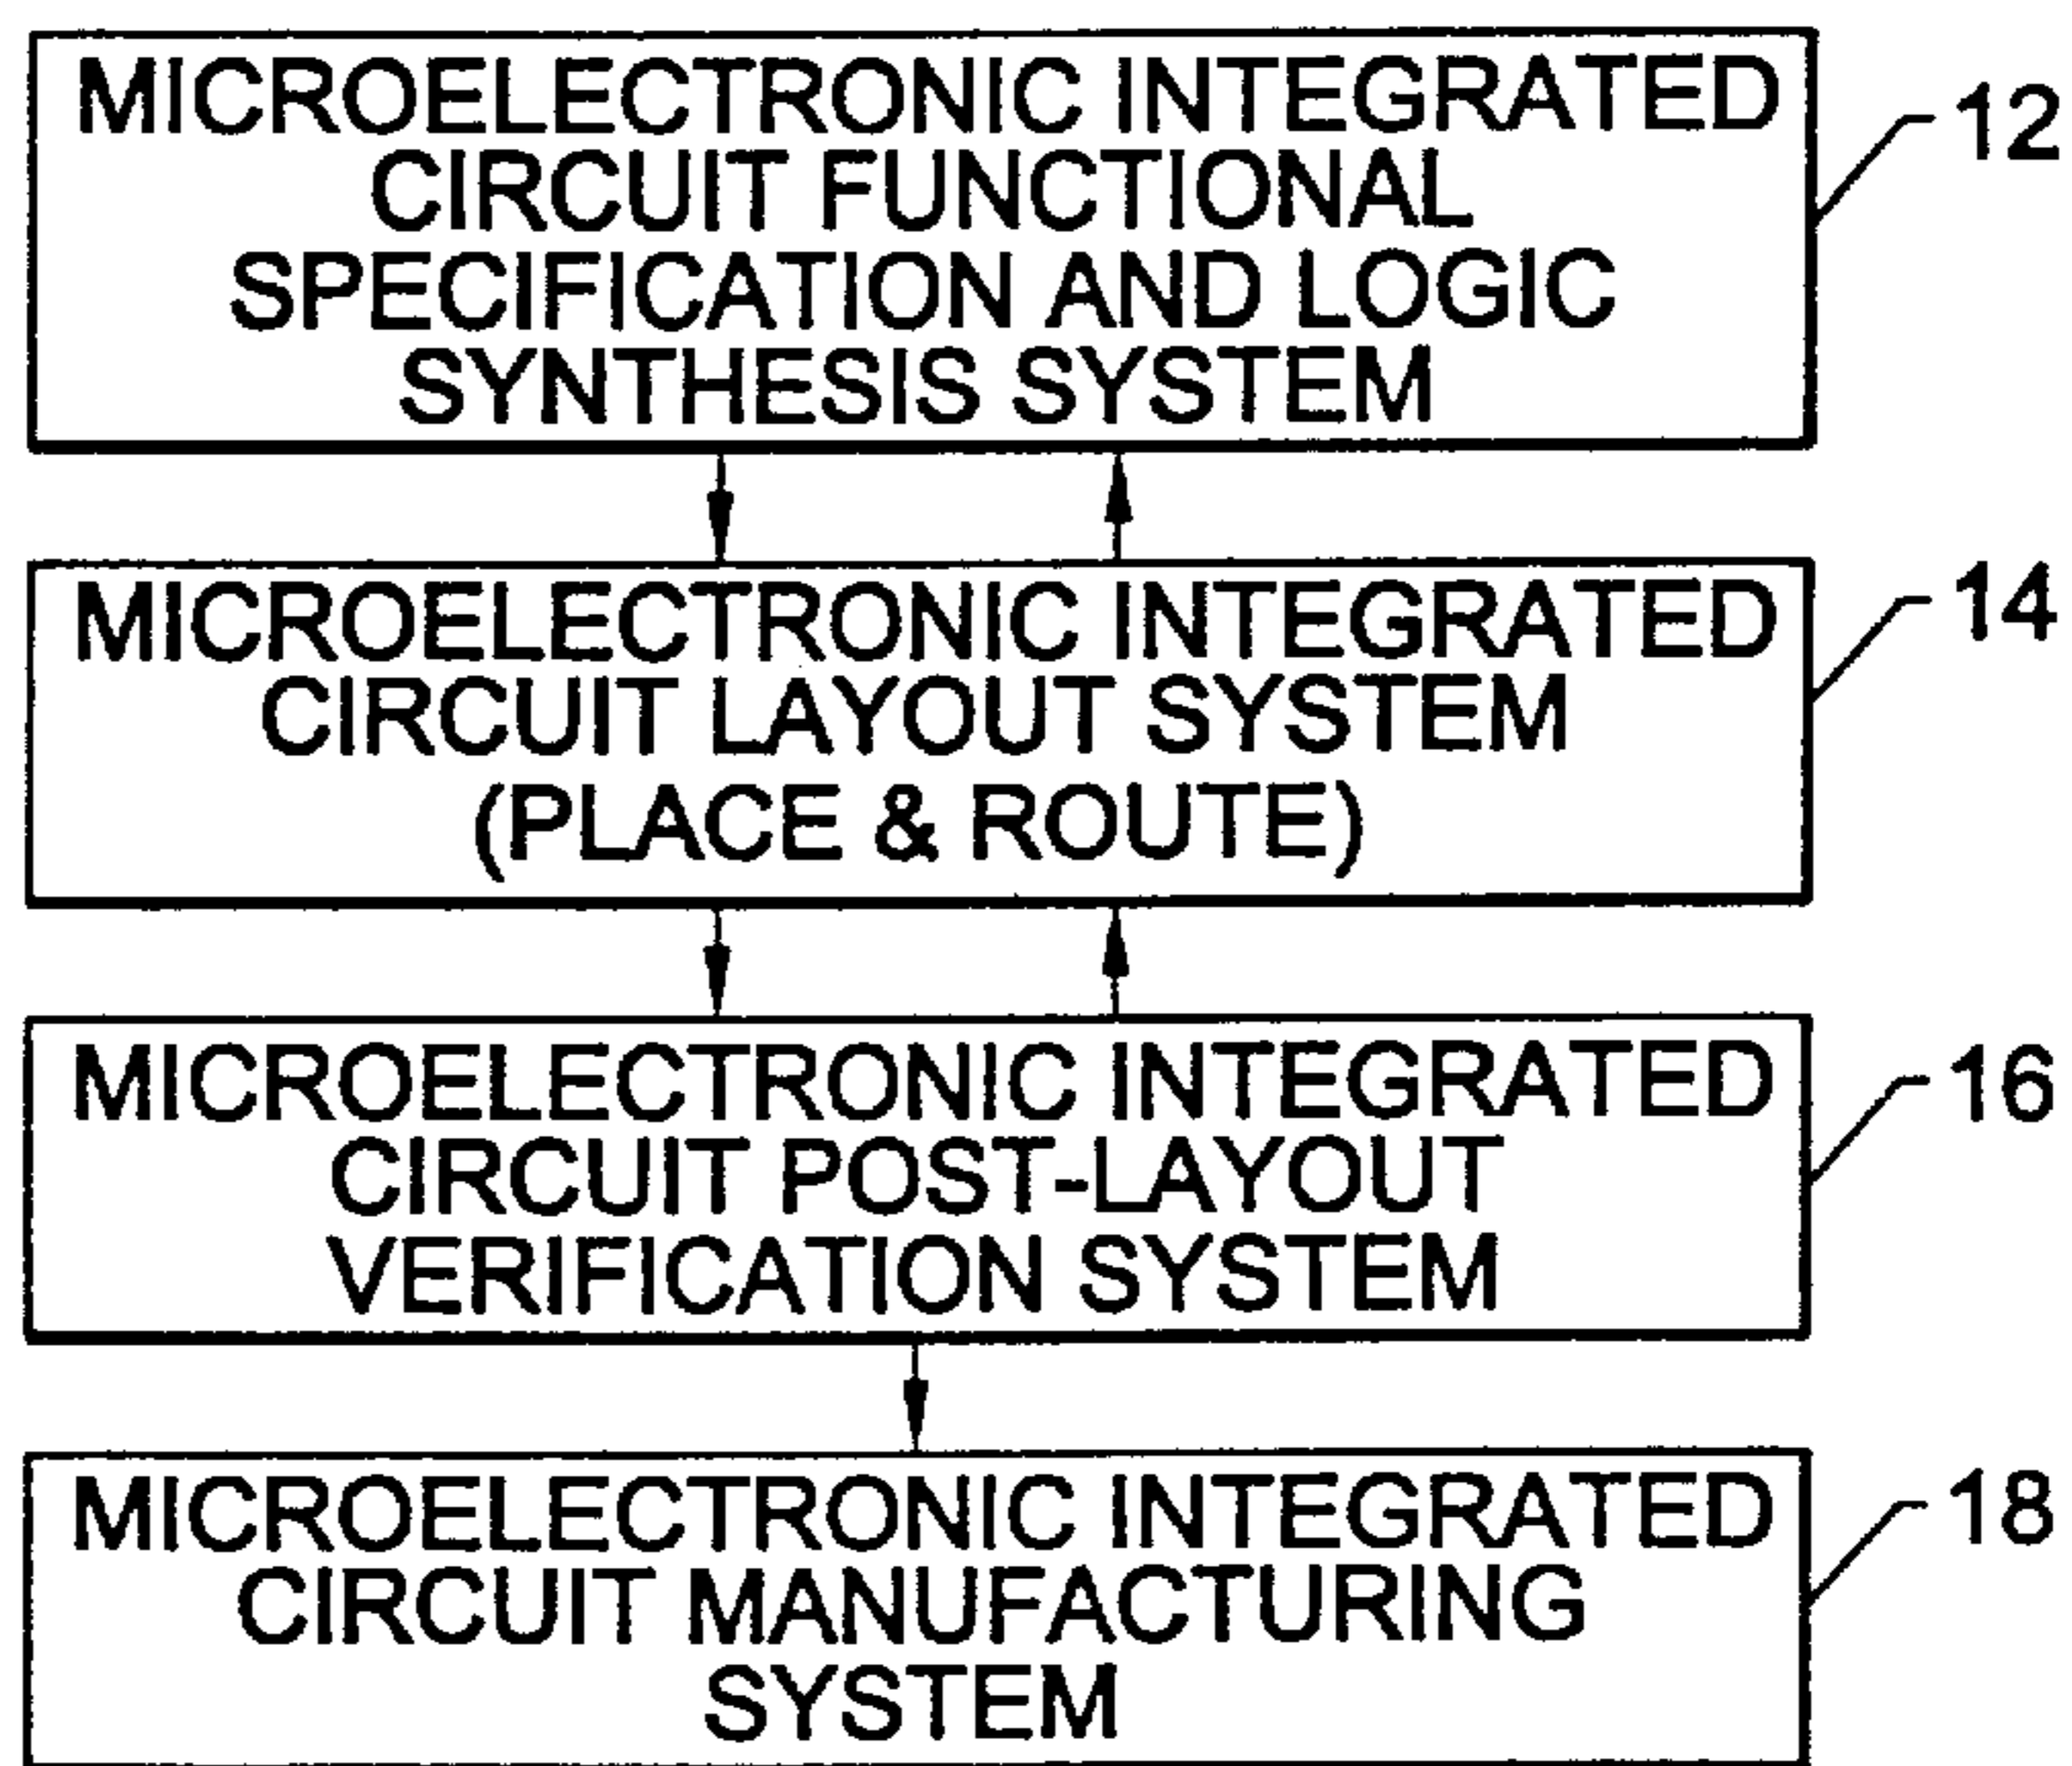 MICROELECTRONIC INTEGRATED
CIRCUIT FUNCTIONAL
SPECIFICATION AND LOGIC
SYNTHESIS SYSTEM
12
MICROELECTRONIC INTEGRATED
CIRCUIT LAYOUT SYSTEM
(PLACE & ROUTE)
14
MICROELECTRONIC INTEGRATED
CIRCUIT POST-LAYOUT
VERIFICATION SYSTEM
16
MICROELECTRONIC INTEGRATED
CIRCUIT MANUFACTURING
SYSTEM
18